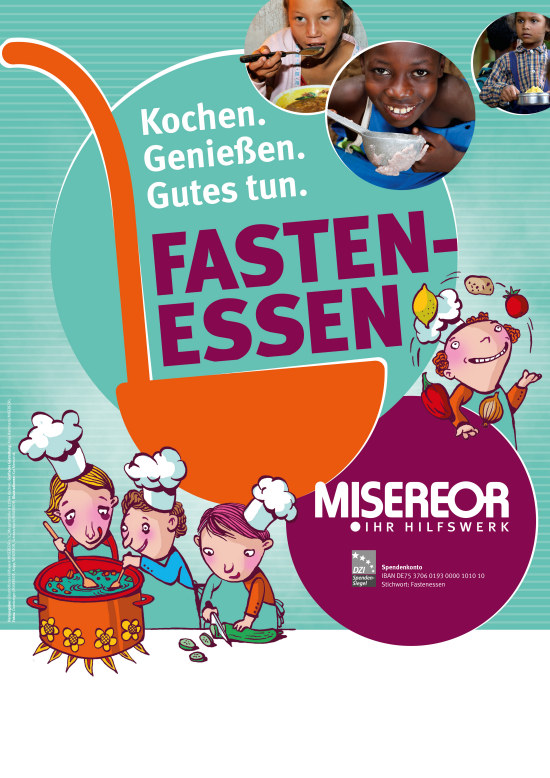 Kochen.
Genießen.
Gutes tun.
FASTEN-
ESSEN
MISEREOR
IHR HILFSWERK
DZI
Spenden-
Siegel
Spendenkonto
IBAN DE75 3706 0193 0000 1010 10
Stichwort: Fastenessen